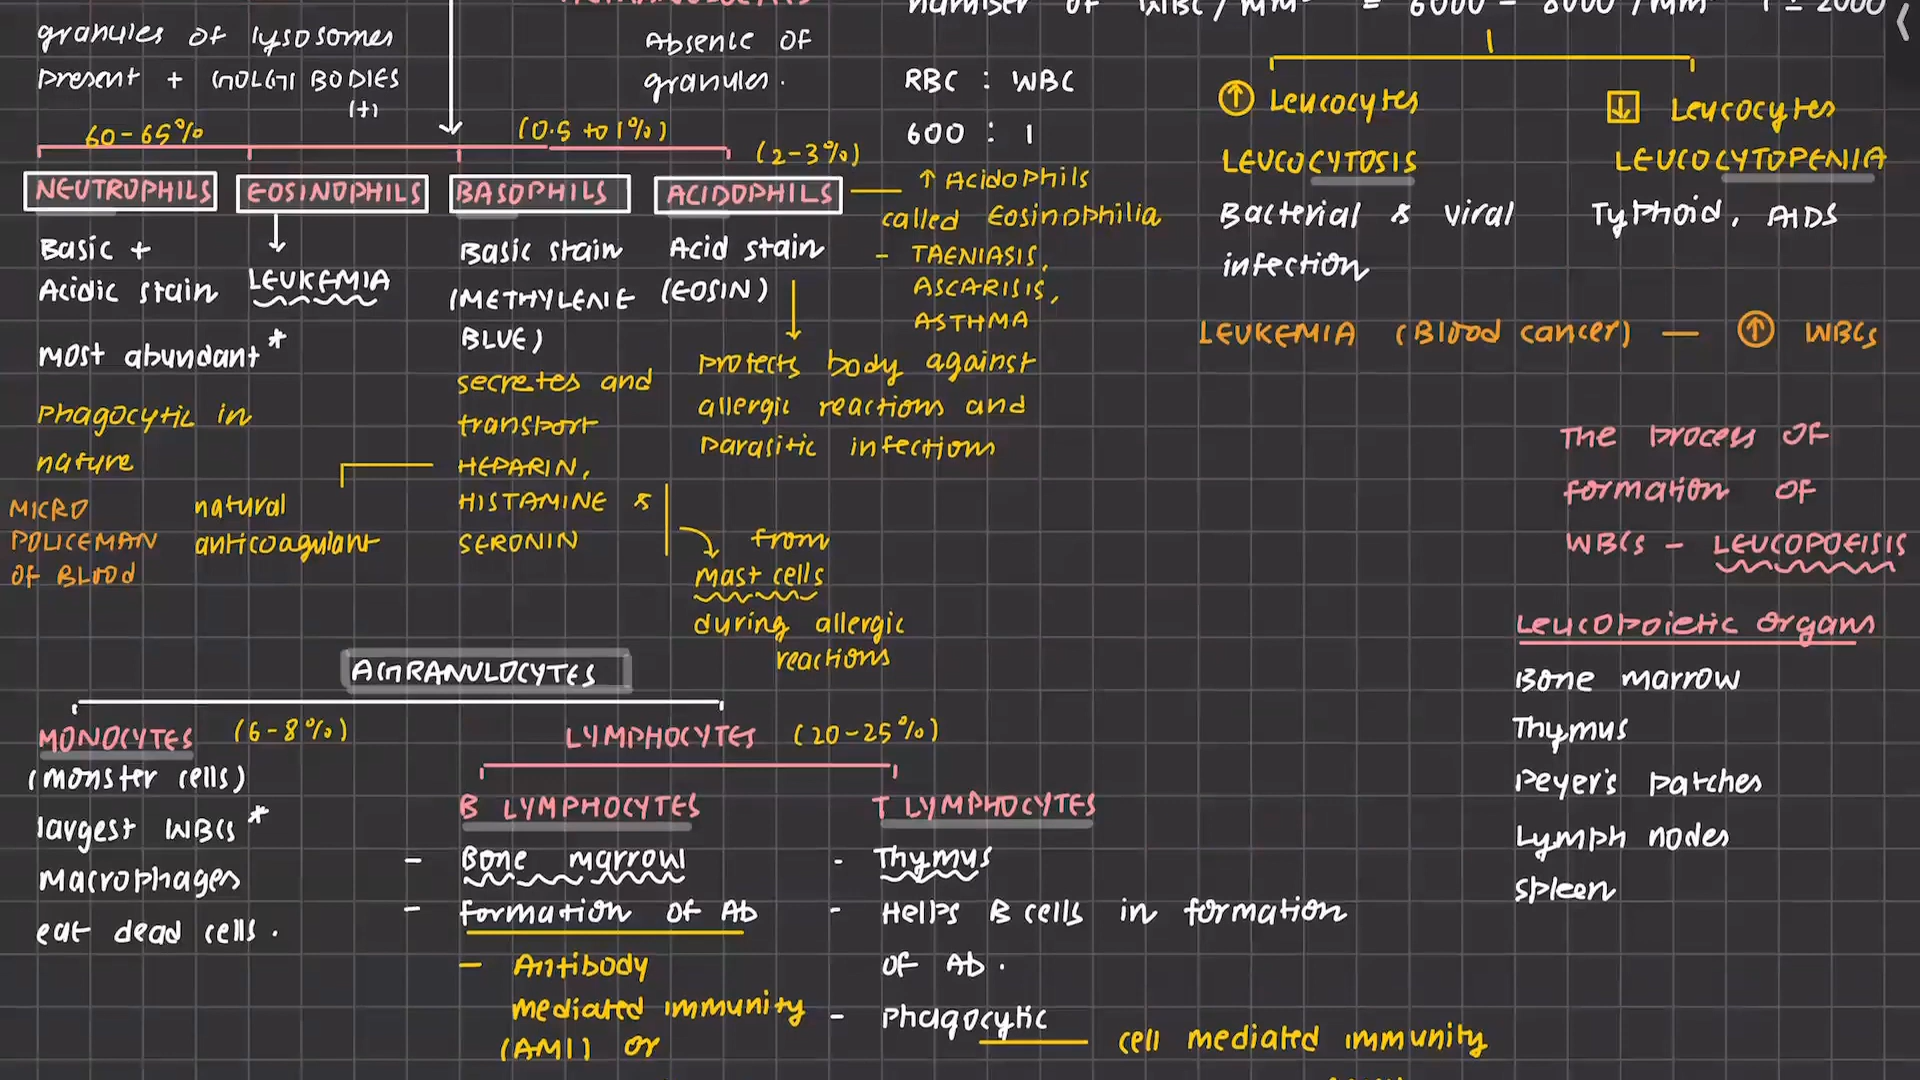 granules of lysosomes
Present + GOLGI BODIES
(+)
Absence of
granules.
number of WBC / MM
RBC : WBC
600 : 1
↑ Leucocytes
LEUCOCYTOSIS
Bacterial & viral
infection
↓ Leucocytes
LEUCOCYTOPENIA
Typhoid, AIDS
LEUKEMIA (Blood cancer) — ↑ WBCs
60-65%
(0.5 to 1%)
(2-3%)
NEUTROPHILS
Basic +
Acidic stain
most abundant*
Phagocytic in
nature
MICRO
POLICEMAN
OF BLOOD
EOSINOPHILS
LEUKEMIA
BASOPHILS
Basic stain
(METHYLENE
BLUE)
secretes and
transport
HEPARIN,
HISTAMINE &
SERONIN
natural
anticoagulant
from
mast cells
during allergic
reactions
ACIDOPHILS
Acid stain
(EOSIN)
Protects body against
allergic reactions and
Parasitic infections
↑ Acidophils
called Eosinophilia
- TAENIASIS,
ASCARISIS,
ASTHMA
The process of
formation of
WBCs - LEUCOPOEISIS
Leucopoietic organs
Bone marrow
Thymus
Peyer's patches
Lymph nodes
spleen
AGRANULOCYTES
MONOCYTES (6-8%)
(monster cells)
largest WBCs *
Macrophages
eat dead cells.
LYMPHOCYTES (20-25%)
B LYMPHOCYTES
- Bone marrow
- Formation of Ab
- Antibody
mediated immunity
(AMI) or
T LYMPHOCYTES
- Thymus
- Helps B cells in formation
of Ab.
- Phagocytic
cell mediated immunity